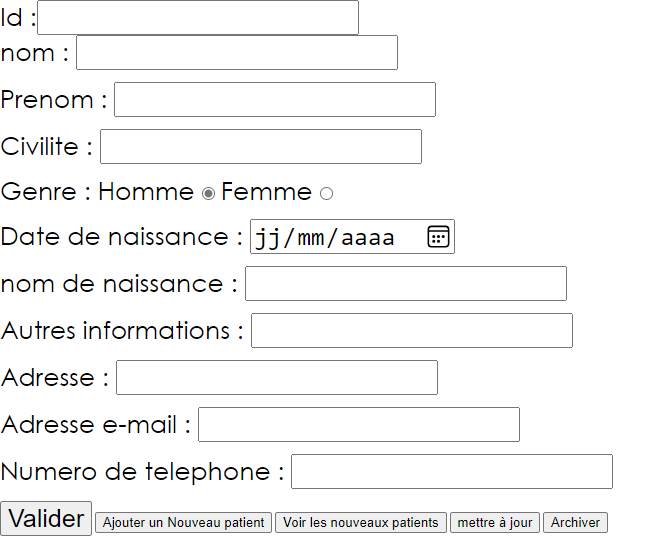 Id :
nom :
Prenom :
Civilite :
Genre : Homme Femme
Date de naissance : jj/mm/aaaa
nom de naissance :
Autres informations :
Adresse :
Adresse e-mail :
Numero de telephone :
Valider Ajouter un Nouveau patient Voir les nouveaux patients mettre à jour Archiver